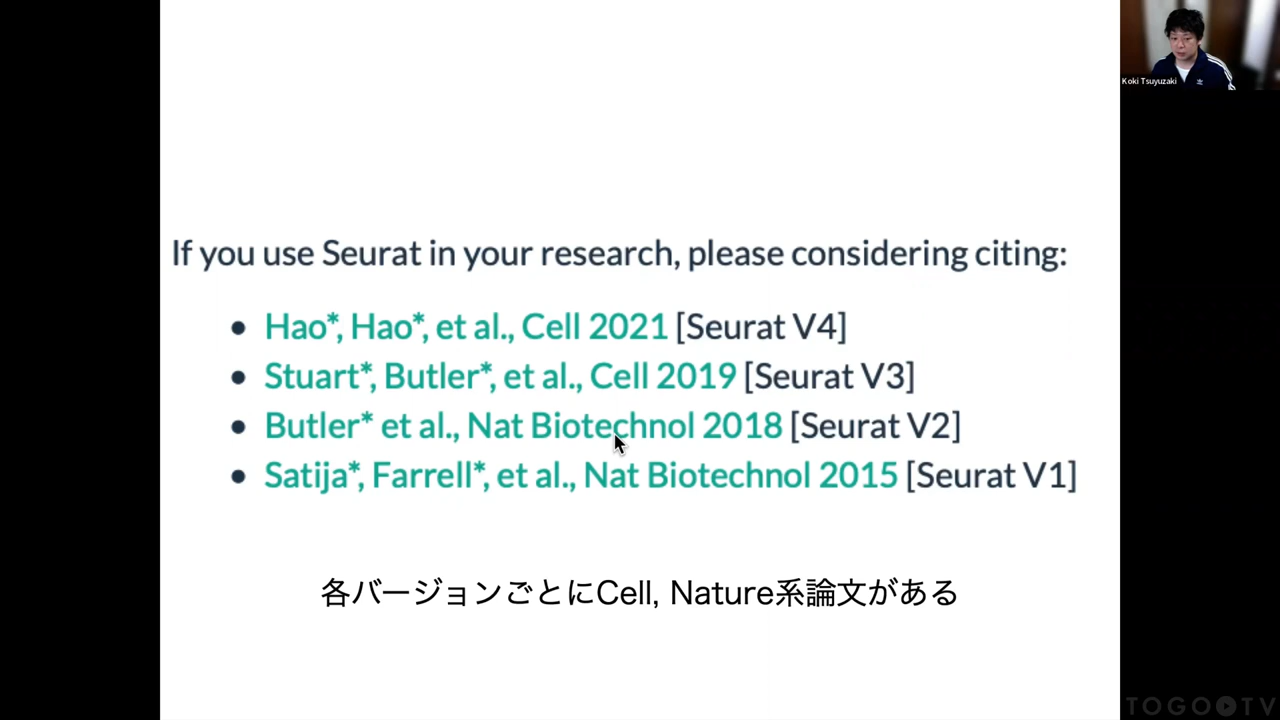 Koki Tsuyuzaki
If you use Seurat in your research, please considering citing:
• Hao*, Hao*, et al., Cell 2021 [Seurat V4]
• Stuart*, Butler*, et al., Cell 2019 [Seurat V3]
• Butler* et al., Nat Biotechnol 2018 [Seurat V2]
• Satija*, Farrell*, et al., Nat Biotechnol 2015 [Seurat V1]
各バージョンごとにCell, Nature系論文がある
TOGO TV